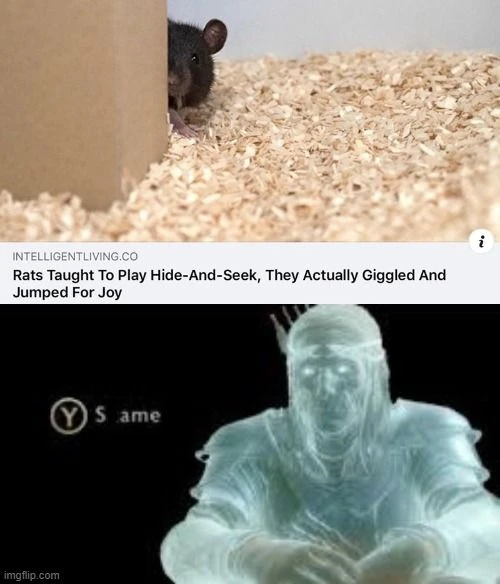 INTELLIGENTLIVING.CO
Rats Taught To Play Hide-And-Seek, They Actually Giggled And
Jumped For Joy
Y S ame
imgflip.com